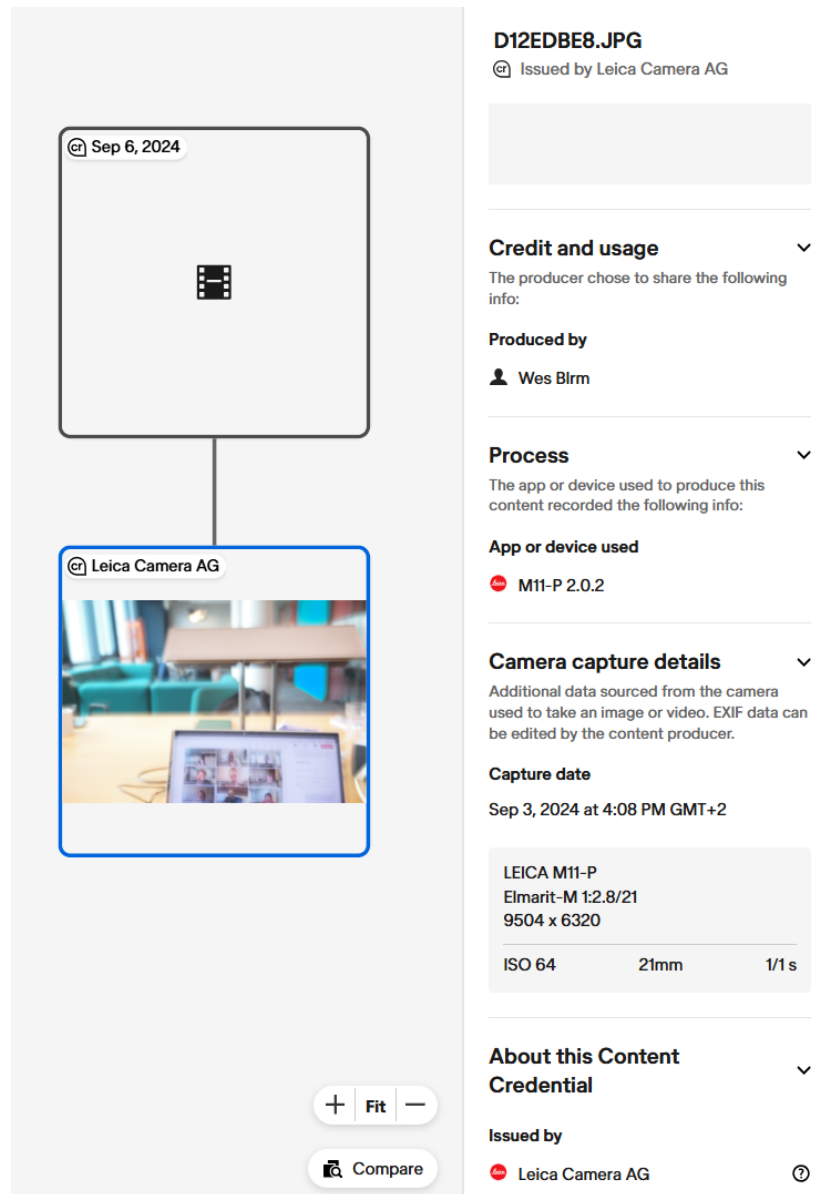 Sep 6, 2024
Leica Camera AG
+ Fit −
Compare
D12EDBE8.JPG
cr Issued by Leica Camera AG
Credit and usage
The producer chose to share the following
info:
Produced by
Wes Blrm
Process
The app or device used to produce this
content recorded the following info:
App or device used
M11-P 2.0.2
Camera capture details
Additional data sourced from the camera
used to take an image or video. EXIF data can
be edited by the content producer.
Capture date
Sep 3, 2024 at 4:08 PM GMT+2
LEICA M11-P
Elmarit-M 1:2.8/21
9504 x 6320
ISO 64 21mm 1/1 s
About this Content
Credential
Issued by
Leica Camera AG